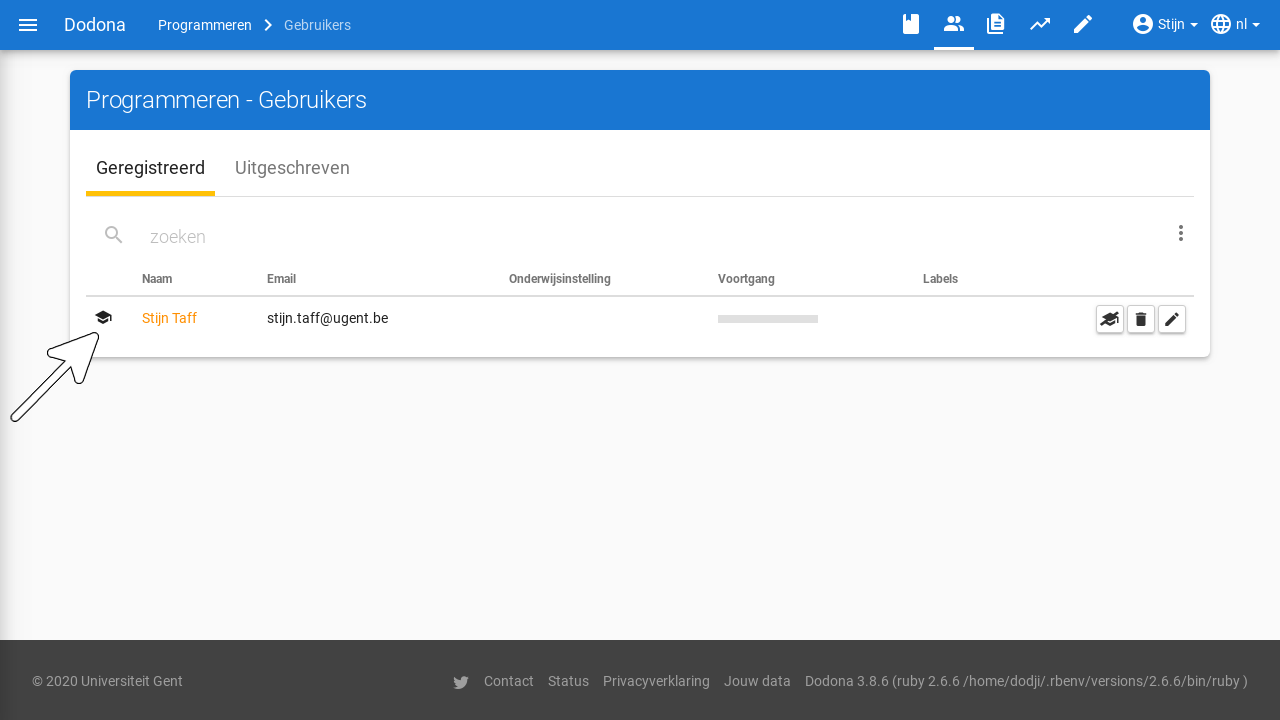 Dodona Programmeren Gebruikers Stijn nl
Programmeren - Gebruikers
Geregistreerd Uitgeschreven
zoeken
Naam Email Onderwijsinstelling Voortgang Labels
Stijn Taff stijn.taff@ugent.be
© 2020 Universiteit Gent Contact Status Privacyverklaring Jouw data Dodona 3.8.6 (ruby 2.6.6 /home/dodji/.rbenv/versions/2.6.6/bin/ruby )